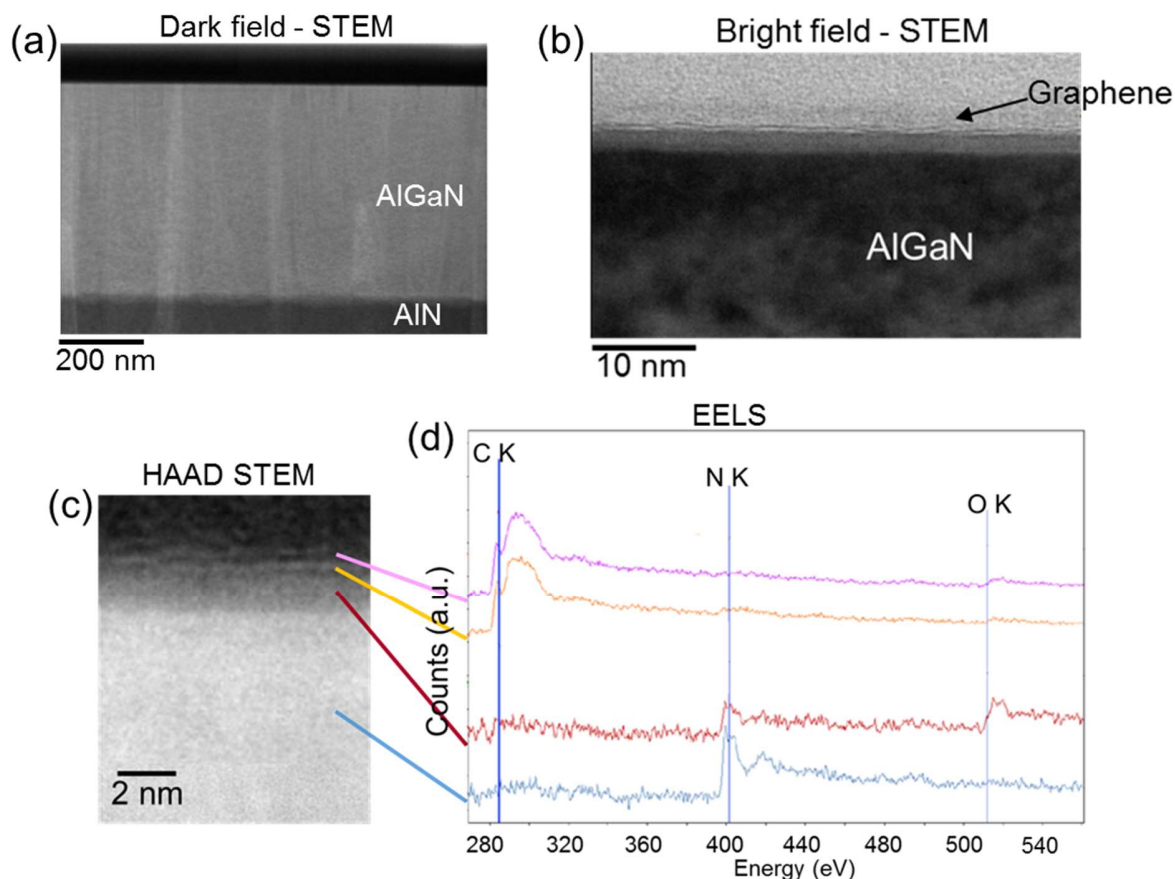 (a)
Dark field - STEM
AlGaN
AlN
200 nm
(b)
Bright field - STEM
Graphene
AlGaN
10 nm
(c)
HAAD STEM
2 nm
(d)
EELS
C K
N K
O K
Counts (a.u.)
280 320 360 400 440 480 500 540
Energy (eV)